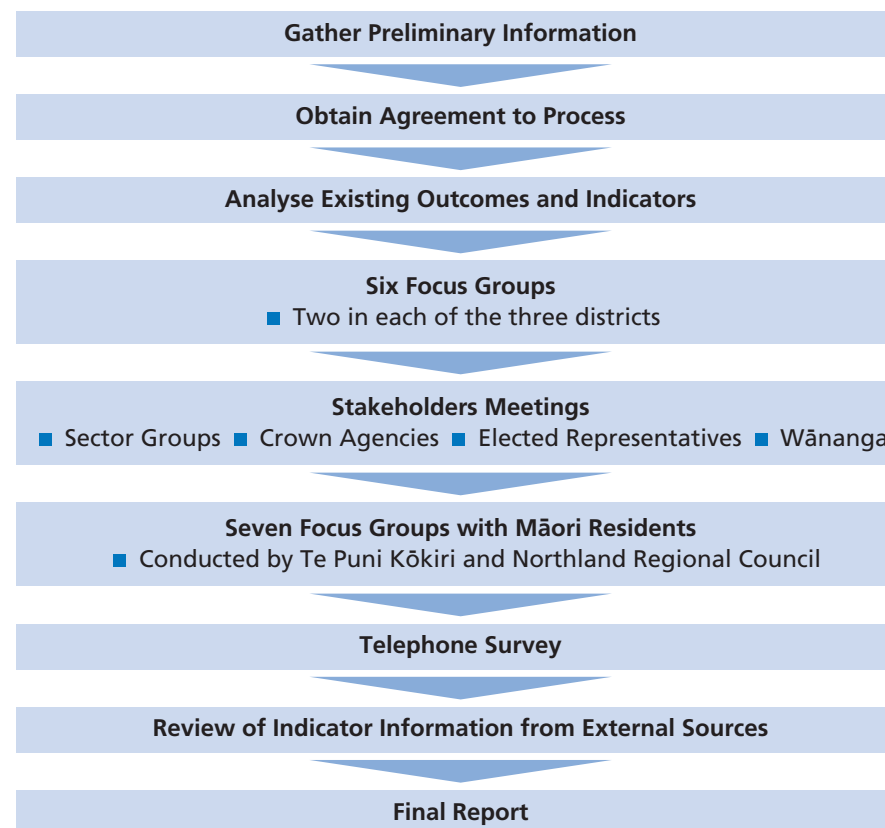 Gather Preliminary Information
Obtain Agreement to Process
Analyse Existing Outcomes and Indicators
Six Focus Groups
■ Two in each of the three districts
Stakeholders Meetings
■ Sector Groups ■ Crown Agencies ■ Elected Representatives ■ Wānanga
Seven Focus Groups with Māori Residents
■ Conducted by Te Puni Kōkiri and Northland Regional Council
Telephone Survey
Review of Indicator Information from External Sources
Final Report